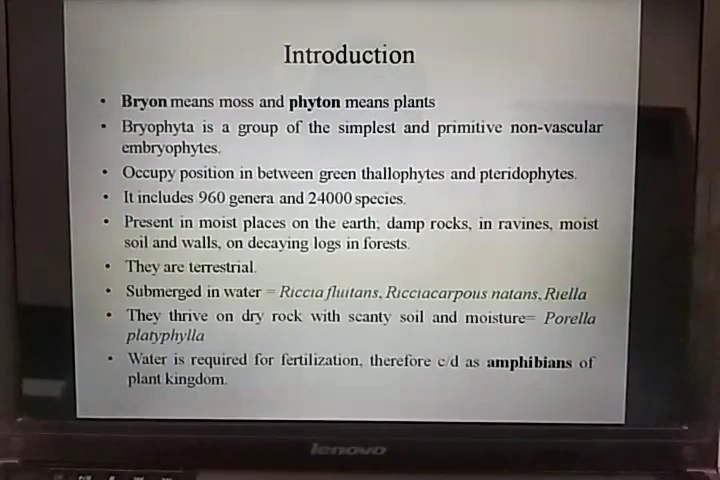 Introduction
• Bryon means moss and phyton means plants
• Bryophyta is a group of the simplest and primitive non-vascular
embryophytes.
• Occupy position in between green thallophytes and pteridophytes.
• It includes 960 genera and 24000 species.
• Present in moist places on the earth; damp rocks, in ravines, moist
soil and walls, on decaying logs in forests.
• They are terrestrial.
• Submerged in water = Riccia fluitans, Ricciacarpous natans, Riella
• They thrive on dry rock with scanty soil and moisture= Porella
platyphylla
• Water is required for fertilization, therefore c/d as amphibians of
plant kingdom.
lenovo